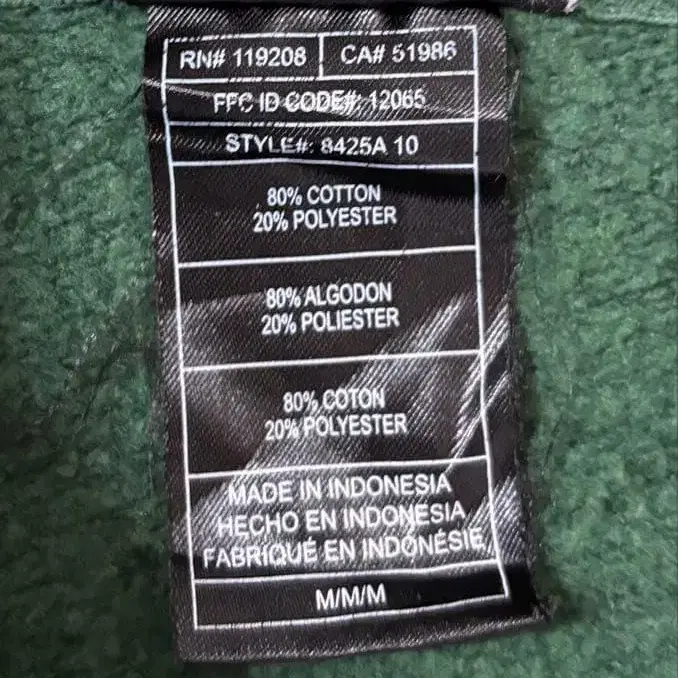 RN# 119208 CA# 51986
FFC ID CODE#: 12065
STYLE#: 8425A 10
80% COTTON
20% POLYESTER
80% ALGODON
20% POLIESTER
80% COTON
20% POLYESTER
MADE IN INDONESIA
HECHO EN INDONESIA
FABRIQUÉ EN INDONÉSIE
M/M/M